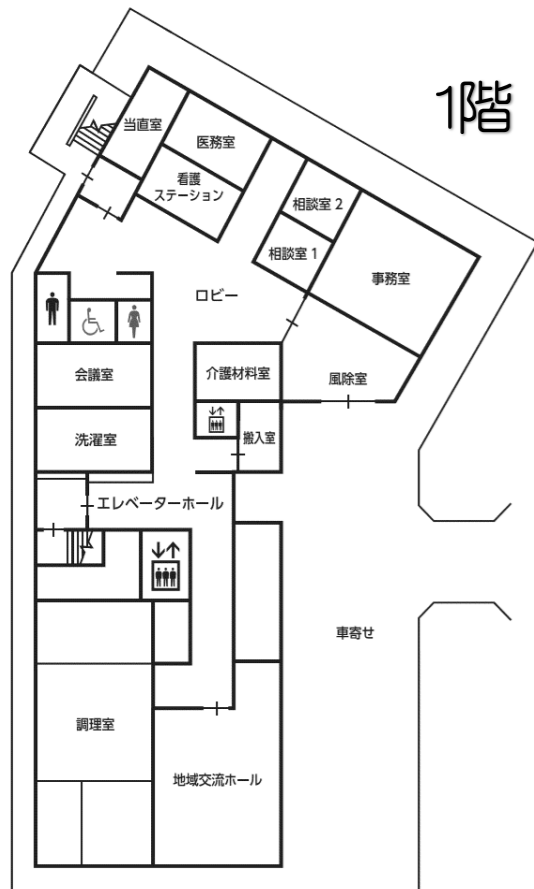 1階
当直室
医務室
看護
ステーション
相談室 2
相談室 1
事務室
ロビー
会議室
介護材料室
風除室
洗濯室
搬入室
エレベーターホール
車寄せ
調理室
地域交流ホール